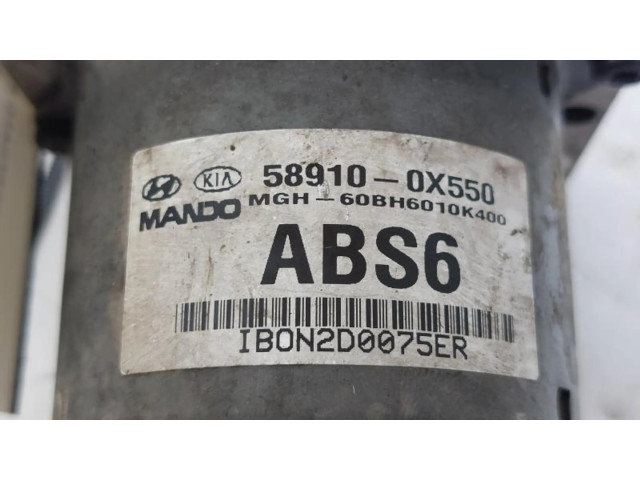 KIA 58910-0X550
MANDO MGH-60BH6010K400
ABS6
IBON2D0075ER